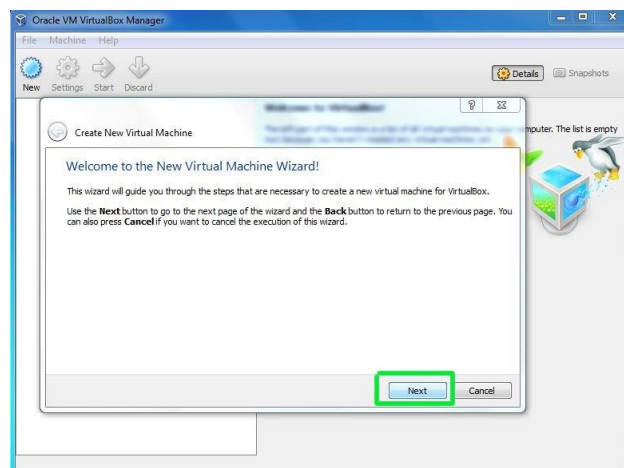 Oracle VM VirtualBox Manager
File Machine Help
New Settings Start Discard
Details Snapshots
Welcome to VirtualBox!
mputer. The list is empty
Create New Virtual Machine
Welcome to the New Virtual Machine Wizard!
This wizard will guide you through the steps that are necessary to create a new virtual machine for VirtualBox.
Use the Next button to go to the next page of the wizard and the Back button to return to the previous page. You
can also press Cancel if you want to cancel the execution of this wizard.
Next Cancel